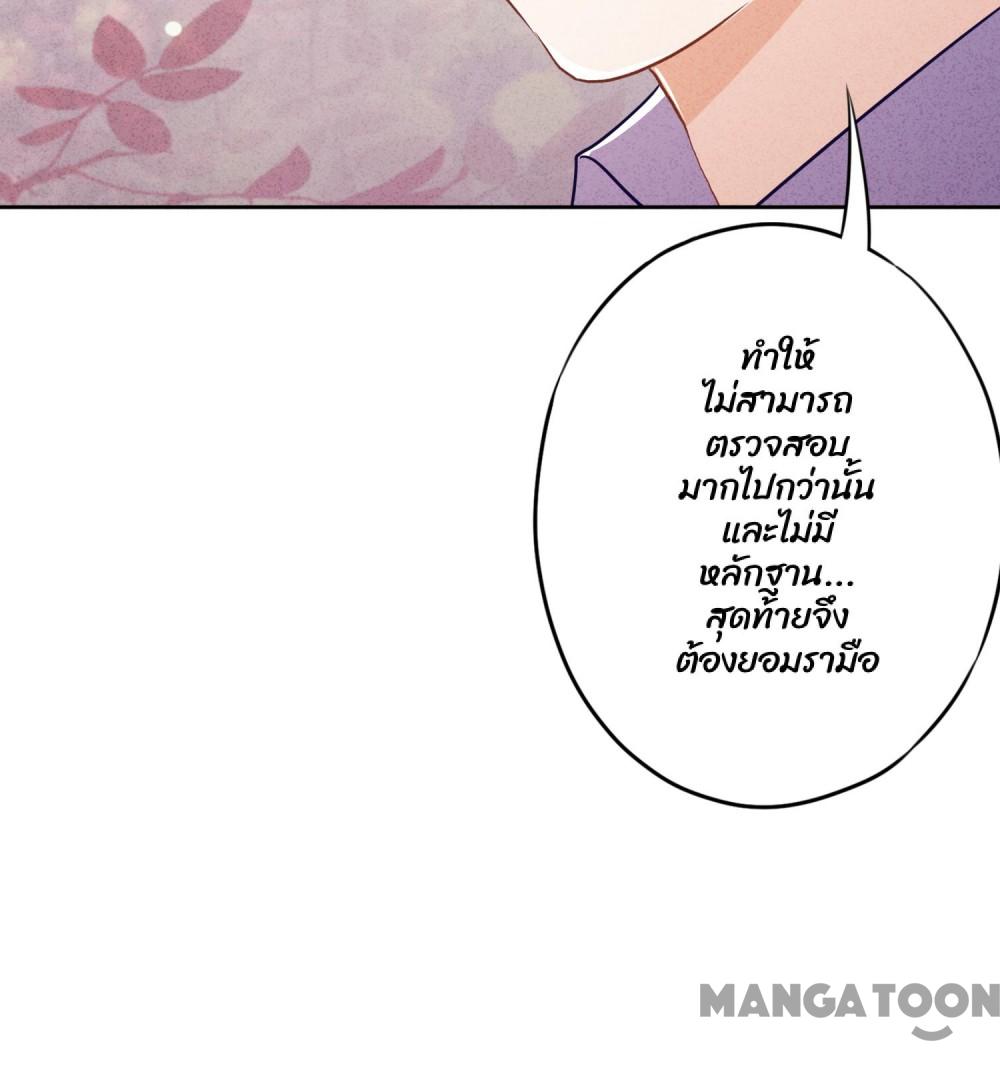 ทำให้
ไม่สามารถ
ตรวจสอบ
มากไปกว่านั้น
และไม่มี
หลักฐาน...
สุดท้ายจึง
ต้องยอมรามือ
MANGATOON